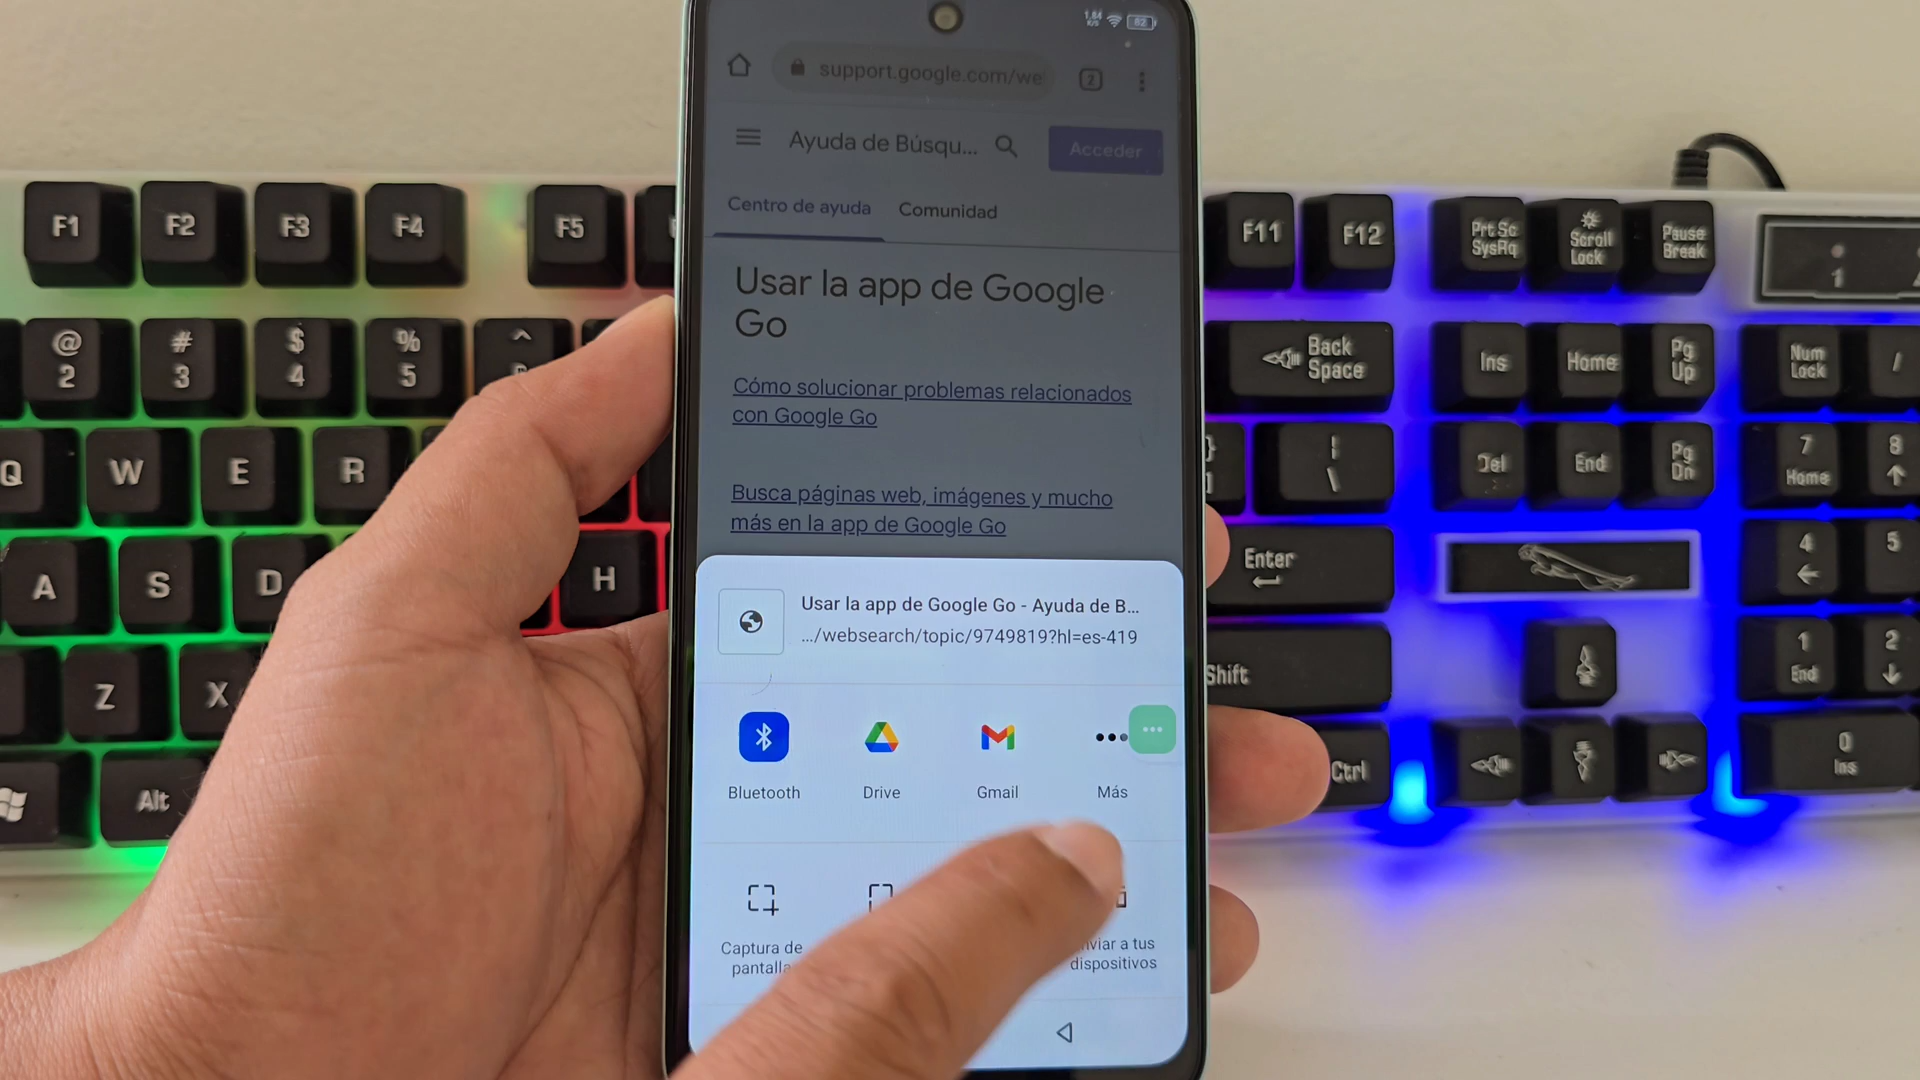 1.84
K/S
82
support.google.com/we
2
Ayuda de Búsqu...
Acceder
Centro de ayuda
Comunidad
Usar la app de Google
Go
Cómo solucionar problemas relacionados
con Google Go
Busca páginas web, imágenes y mucho
más en la app de Google Go
Usar la app de Google Go - Ayuda de B...
.../websearch/topic/9749819?hl=es-419
Bluetooth
Drive
Gmail
Más
Captura de
pantalla
nviar a tus
dispositivos
F1
F2
F3
F4
F5
F11
F12
Prt Sc
SysRq
Scroll
Lock
Pause
Break
1
@
2
#
3
$
4
%
5
^
Back
Space
Ins
Home
Pg
Up
Num
Lock
/
Q
W
E
R
}
]
|
\
Del
End
Pg
Dn
7
Home
8
A
S
D
H
Enter
4
5
Z
X
Shift
1
End
2
Alt
Ctrl
0
Ins